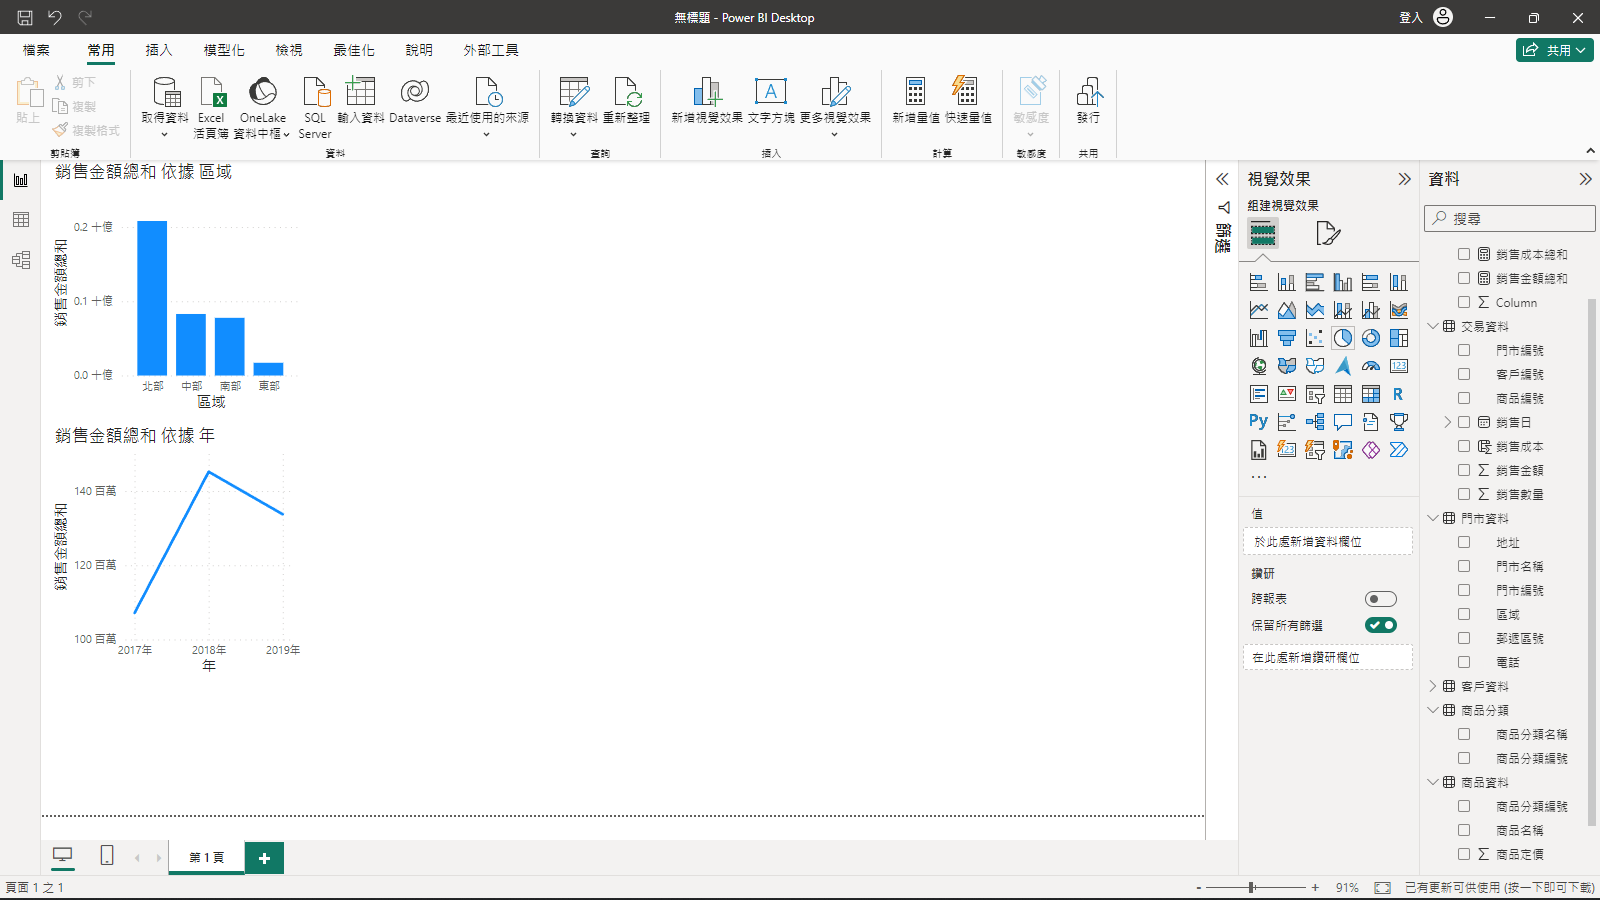 無標題 - Power BI Desktop
登入
檔案 常用 插入 模型化 檢視 最佳化 說明 外部工具
共用
貼上
剪下
複製
複製格式
剪貼簿
取得資料
Excel
活頁簿
OneLake
資料中樞
SQL
Server
輸入資料
Dataverse
最近使用的來源
資料
轉換資料
重新整理
查詢
新增視覺效果
文字方塊
更多視覺效果
插入
新增量值
快速量值
計算
敏感度
敏感度
發行
共用
銷售金額總和 依據 區域
銷售金額總和
0.2 十億
0.1 十億
0.0 十億
北部 中部 南部 東部
區域
銷售金額總和 依據 年
銷售金額總和
140 百萬
120 百萬
100 百萬
2017年 2018年 2019年
年
篩選
視覺效果
組建視覺效果
123
R
Py
123
...
值
於此處新增資料欄位
鑽研
跨報表
保留所有篩選
在此處新增鑽研欄位
資料
搜尋
銷售成本總和
銷售金額總和
Column
交易資料
門市編號
客戶編號
商品編號
銷售日
銷售成本
銷售金額
銷售數量
門市資料
地址
門市名稱
門市編號
區域
郵遞區號
電話
客戶資料
商品分類
商品分類名稱
商品分類編號
商品資料
商品分類編號
商品名稱
商品定價
第 1 頁
頁面 1 之 1
- + 91%
已有更新可供使用 (按一下即可下載)